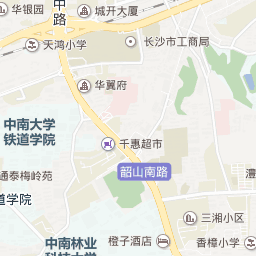 华银园
中路
城开大厦
天鸿小学
长沙市工商局
华翼府
中南大学
铁道学院
千惠超市
韶山南路
通泰梅岭苑
道学院
澧
三湘小区
中南林业
科技大学
橙子酒店
香樟小学